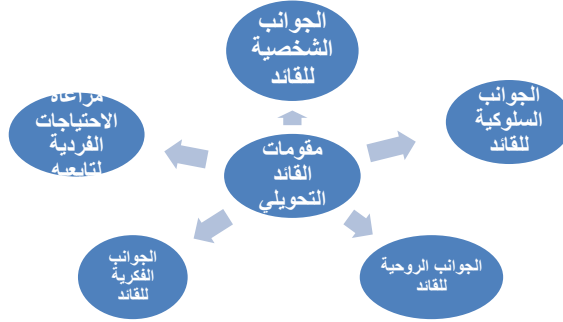 الجوانب
الشخصية
للقائد
الجوانب
السلوكية
للقائد
مراعاة
الاحتياجات
الفردية
لتابعيه
مقومات
القائد
التحويلي
الجوانب الروحية
للقائد
الجوانب
الفكرية
للقائد